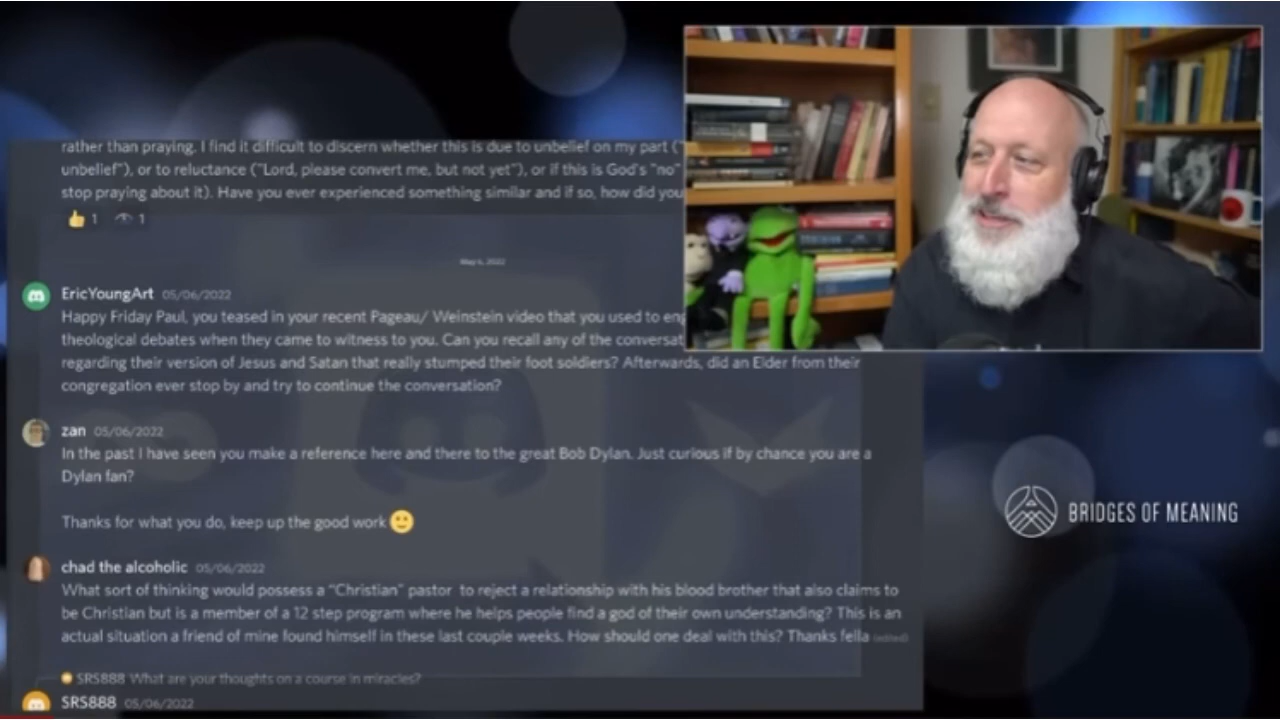 rather than praying. I find it difficult to discern whether this is due to unbelief on my part ("
unbelief"), or to reluctance ("Lord, please convert me, but not yet"), or if this is God's "no"
stop praying about it). Have you ever experienced something similar and if so, how did you
1 1
May 6, 2022
EricYoungArt 05/06/2022
Happy Friday Paul, you teased in your recent Pageau/ Weinstein video that you used to
theological debates when they came to witness to you. Can you recall any of the
regarding their version of Jesus and Satan that really stumped their foot soldiers? Afterwards, did an Elder from their
congregation ever stop by and try to continue the conversation?
zan 05/06/2022
In the past I have seen you make a reference here and there to the great Bob Dylan. Just curious if by chance you are a
Dylan fan?
Thanks for what you do, keep up the good work
chad the alcoholic 05/06/2022
What sort of thinking would possess a “Christian” pastor to reject a relationship with his blood brother that also claims to
be Christian but is a member of a 12 step program where he helps people find a god of their own understanding? This is an
actual situation a friend of mine found himself in these last couple weeks. How should one deal with this? Thanks fella (edited)
SRS888 What are your thoughts on a course in miracles?
SRS888 05/06/2022
BRIDGES OF MEANING